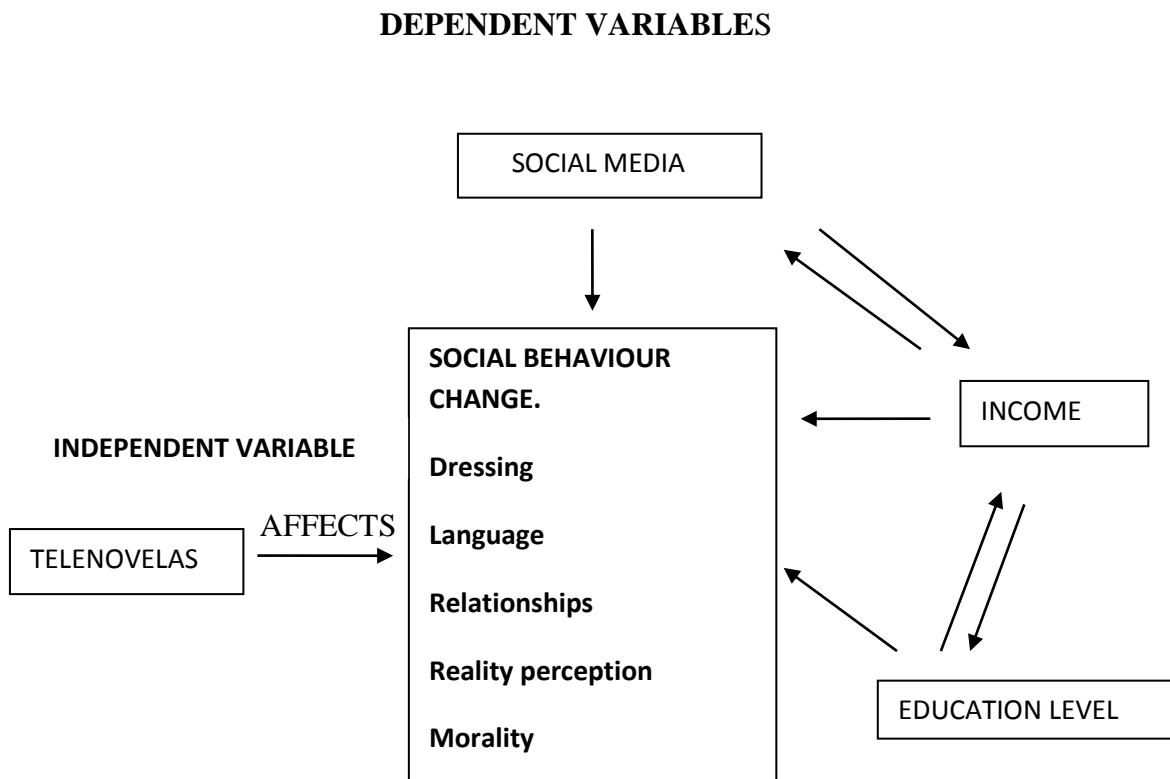 DEPENDENT VARIABLES
SOCIAL MEDIA
SOCIAL BEHAVIOUR
CHANGE.
INCOME
INDEPENDENT VARIABLE
Dressing
AFFECTS
Language
TELENOVELAS
Relationships
Reality perception
EDUCATION LEVEL
Morality